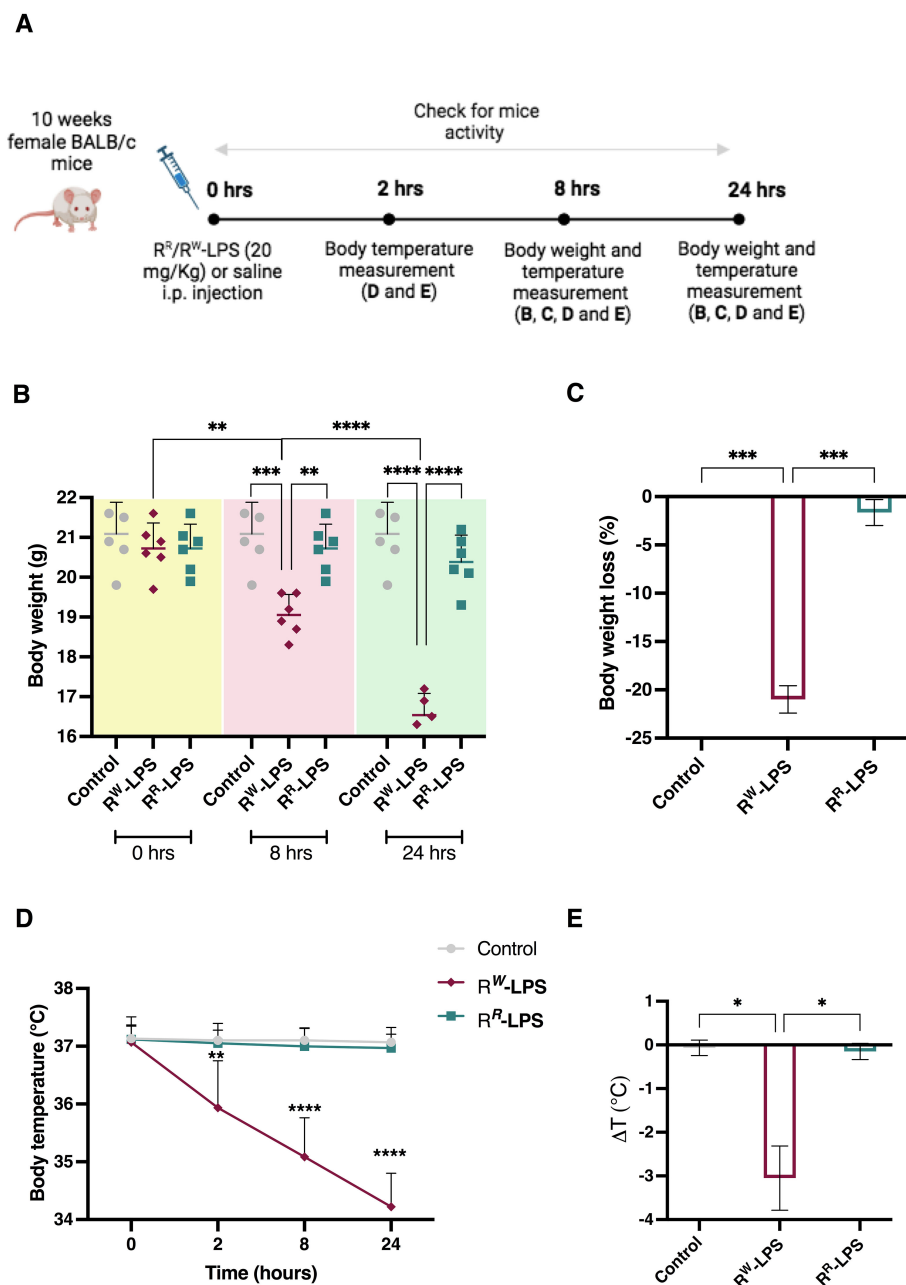 A
10 weeks
female BALB/c
mice
Check for mice
activity
0 hrs
2 hrs
8 hrs
24 hrs
R^R/R^W-LPS (20
mg/Kg) or saline
i.p. injection
Body temperature
measurement
(D and E)
Body weight and
temperature
measurement
(B, C, D and E)
Body weight and
temperature
measurement
(B, C, D and E)
B
** ****
*** ** **** ****
Body weight (g)
22
21
20
19
18
17
16
Control
R^W-LPS
R^R-LPS
Control
R^W-LPS
R^R-LPS
Control
R^W-LPS
R^R-LPS
0 hrs
8 hrs
24 hrs
C
*** ***
Body weight loss (%)
0
-5
-10
-15
-20
-25
Control
R^W-LPS
R^R-LPS
D
Control
R^W-LPS
R^R-LPS
Body temperature (°C)
38
37
36
35
34
**
****
****
0 2 8 24
Time (hours)
E
* *
ΔT (°C)
1
0
-1
-2
-3
-4
Control
R^W-LPS
R^R-LPS